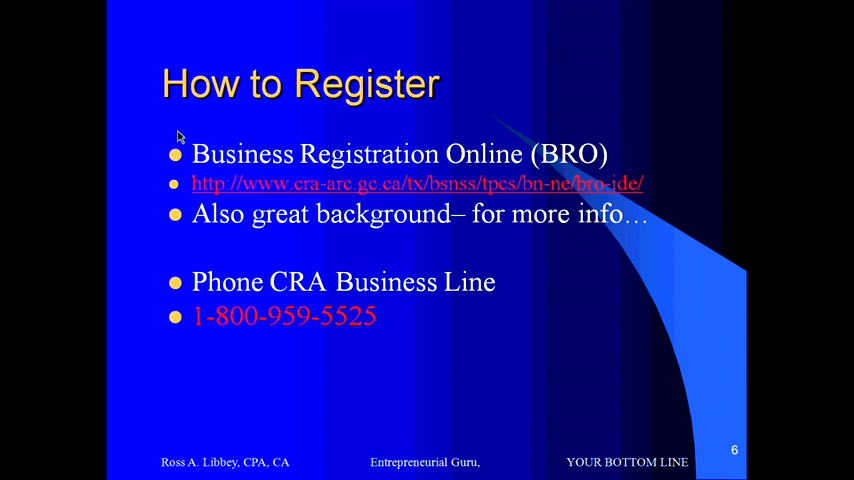 How to Register
Business Registration Online (BRO)
http://www.cra-arc.gc.ca/tx/bsnss/tpcs/bn-ne/bro-ide/
Also great background– for more info…
Phone CRA Business Line
1-800-959-5525
6
Ross A. Libbey, CPA, CA Entrepreneurial Guru, YOUR BOTTOM LINE